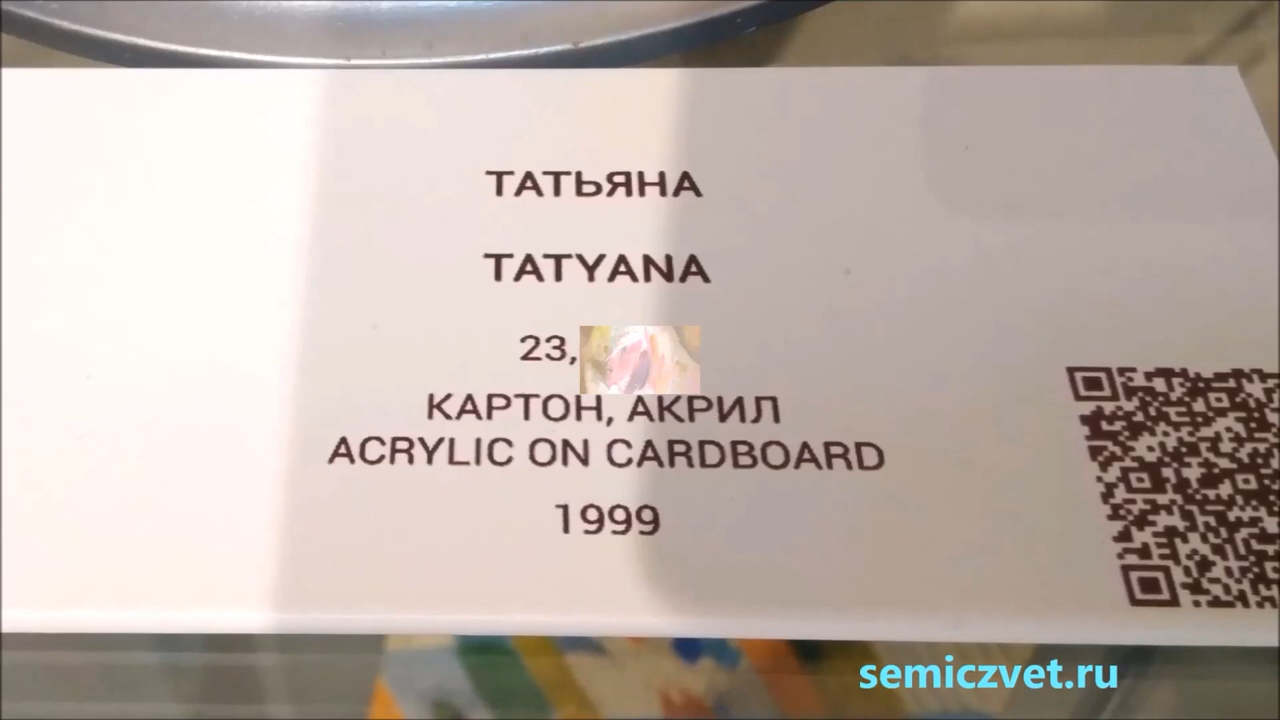 ТАТЬЯНА
TATYANA
23,
КАРТОН, АКРИЛ
ACRYLIC ON CARDBOARD
1999
semiczvet.ru